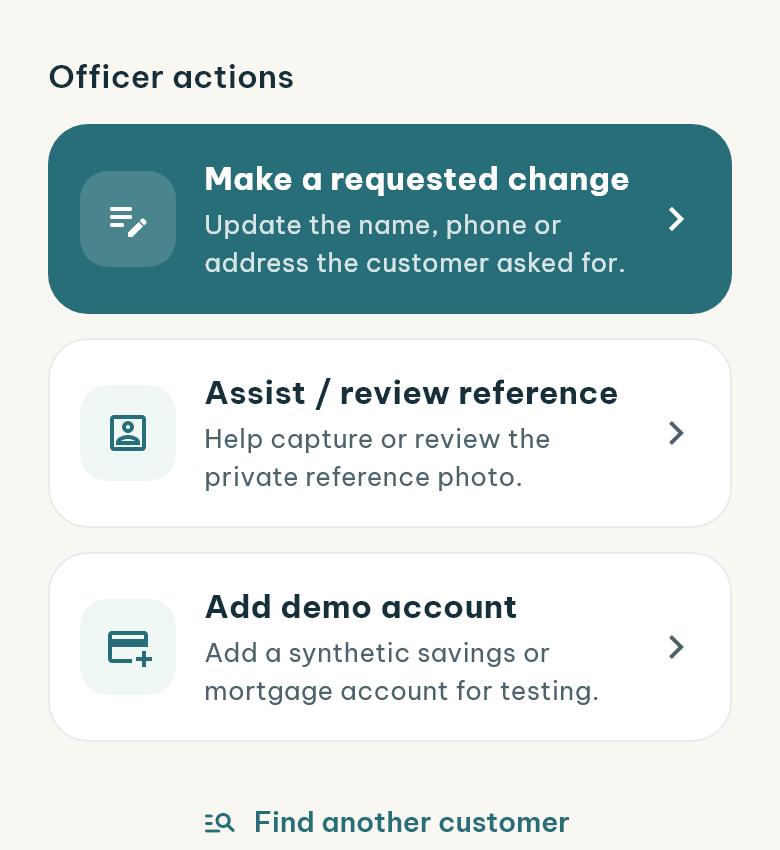 Officer actions
Make a requested change
Update the name, phone or
address the customer asked for.
Assist / review reference
Help capture or review the
private reference photo.
Add demo account
Add a synthetic savings or
mortgage account for testing.
Find another customer